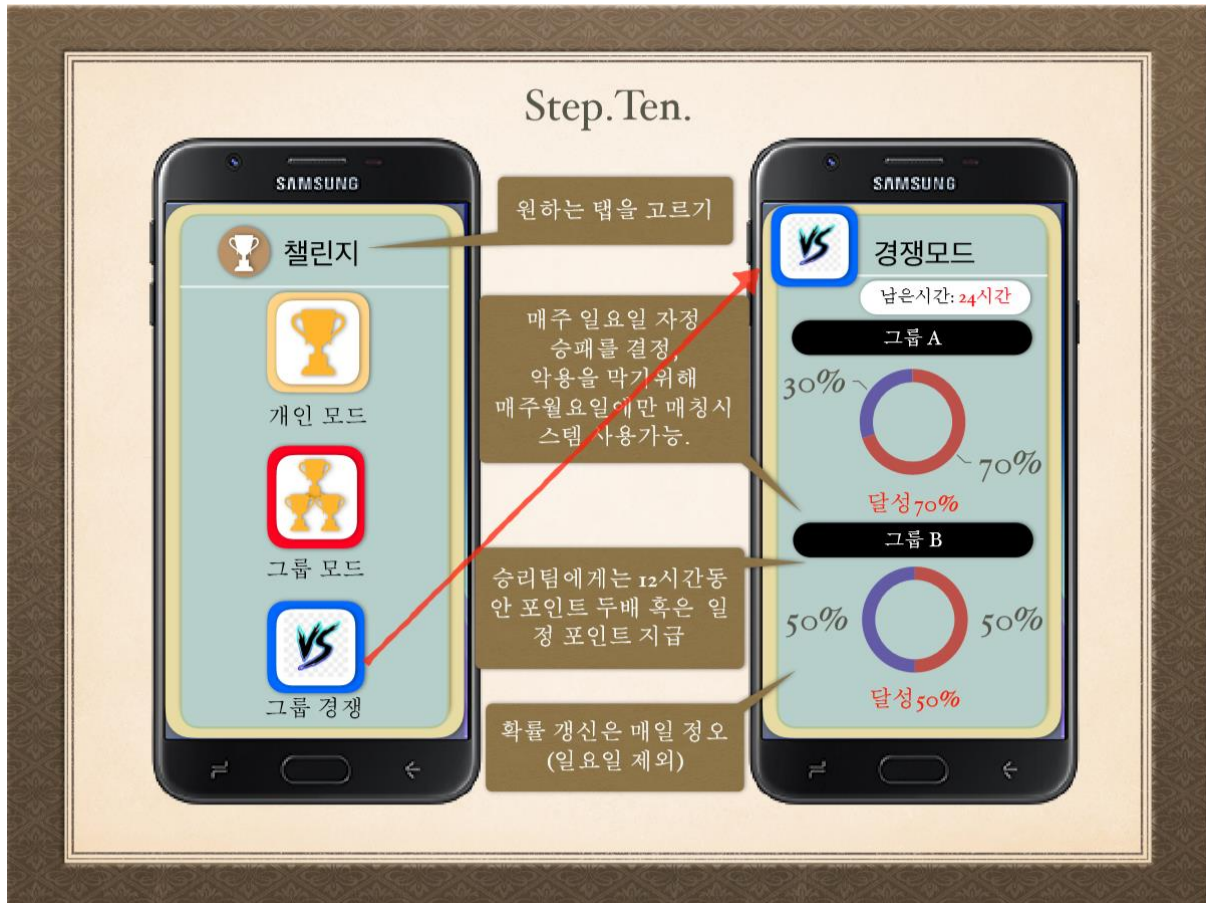 Step.Ten.
SAMSUNG
챌린지
개인 모드
그룹 모드
그룹 경쟁
원하는 탭을 고르기
매주 일요일 자정
승패를 결정,
악용을 막기위해
매주월요일에만 매칭시
스템 사용가능.
승리팀에게는 12시간동
안 포인트 두배 혹은 일
정 포인트 지급
확률 갱신은 매일 정오
(일요일 제외)
SAMSUNG
VS
경쟁모드
남은시간: 24시간
그룹 A
30%
70%
달성70%
그룹 B
50%
50%
달성50%
VS